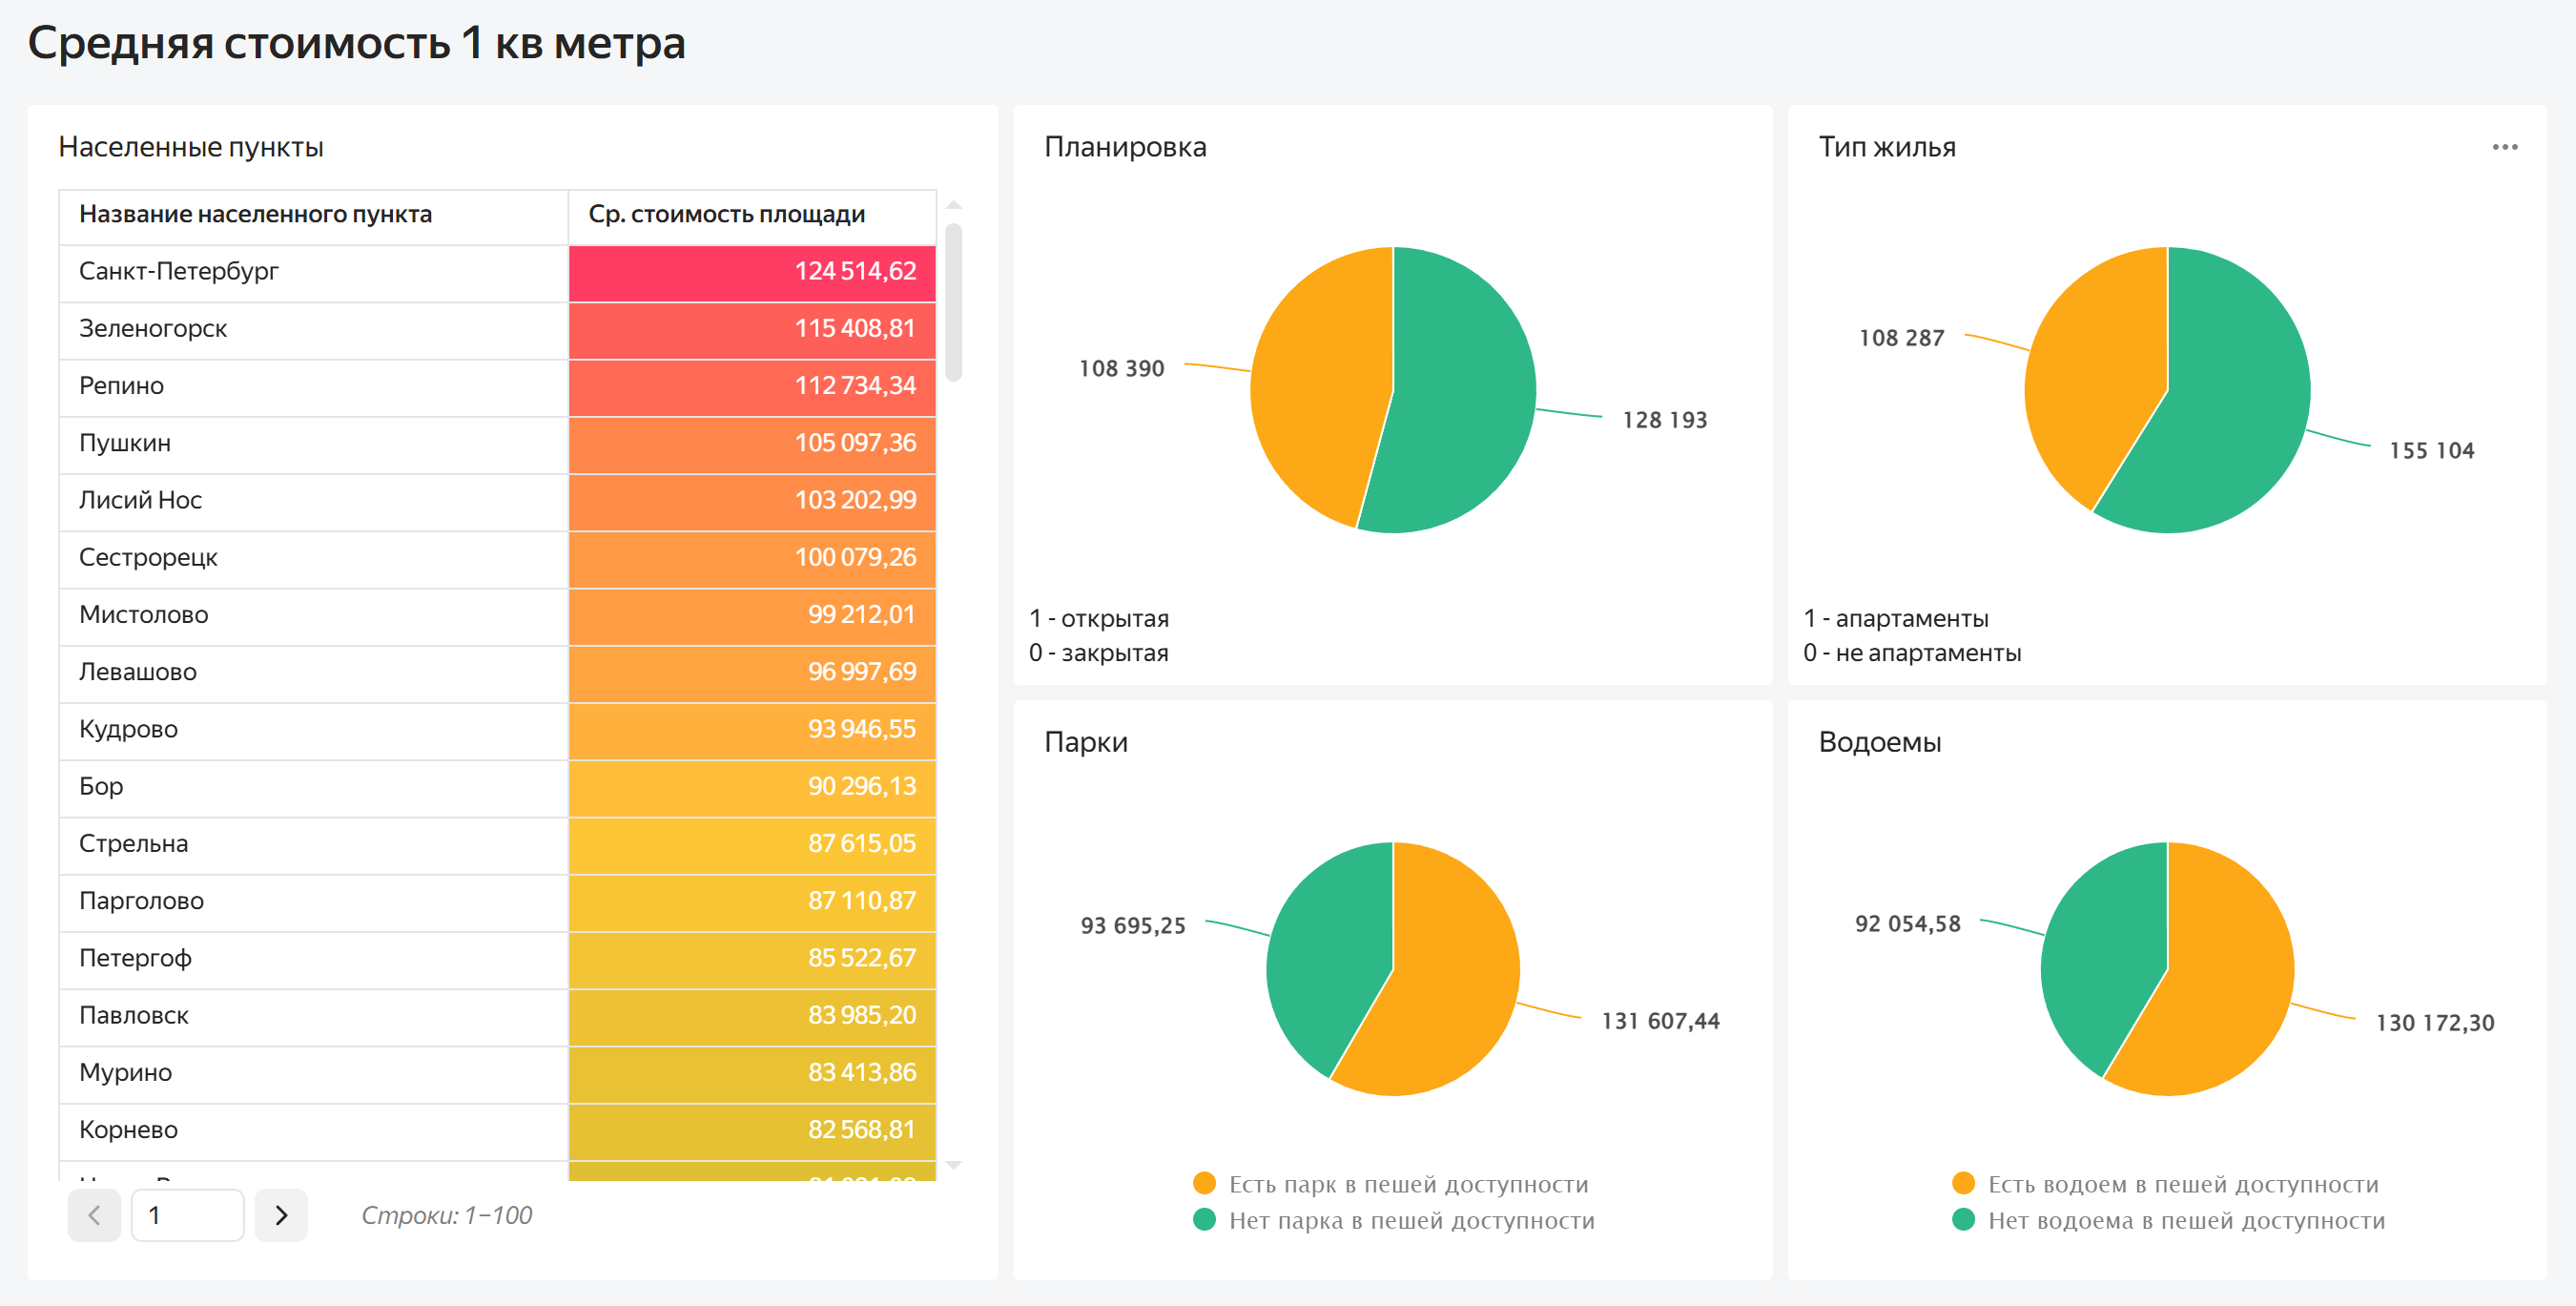 Средняя стоимость 1 кв метра
Населенные пункты
Название населенного пункта Ср. стоимость площади
Санкт-Петербург 124 514,62
Зеленогорск 115 408,81
Репино 112 734,34
Пушкин 105 097,36
Лисий Нос 103 202,99
Сестрорецк 100 079,26
Мистолово 99 212,01
Левашово 96 997,69
Кудрово 93 946,55
Бор 90 296,13
Стрельна 87 615,05
Парголово 87 110,87
Петергоф 85 522,67
Павловск 83 985,20
Мурино 83 413,86
Корнево 82 568,81
1
Строки: 1–100
Планировка
108 390
128 193
1 - открытая
0 - закрытая
Тип жилья
108 287
155 104
1 - апартаменты
0 - не апартаменты
Парки
93 695,25
131 607,44
Есть парк в пешей доступности
Нет парка в пешей доступности
Водоемы
92 054,58
130 172,30
Есть водоем в пешей доступности
Нет водоема в пешей доступности